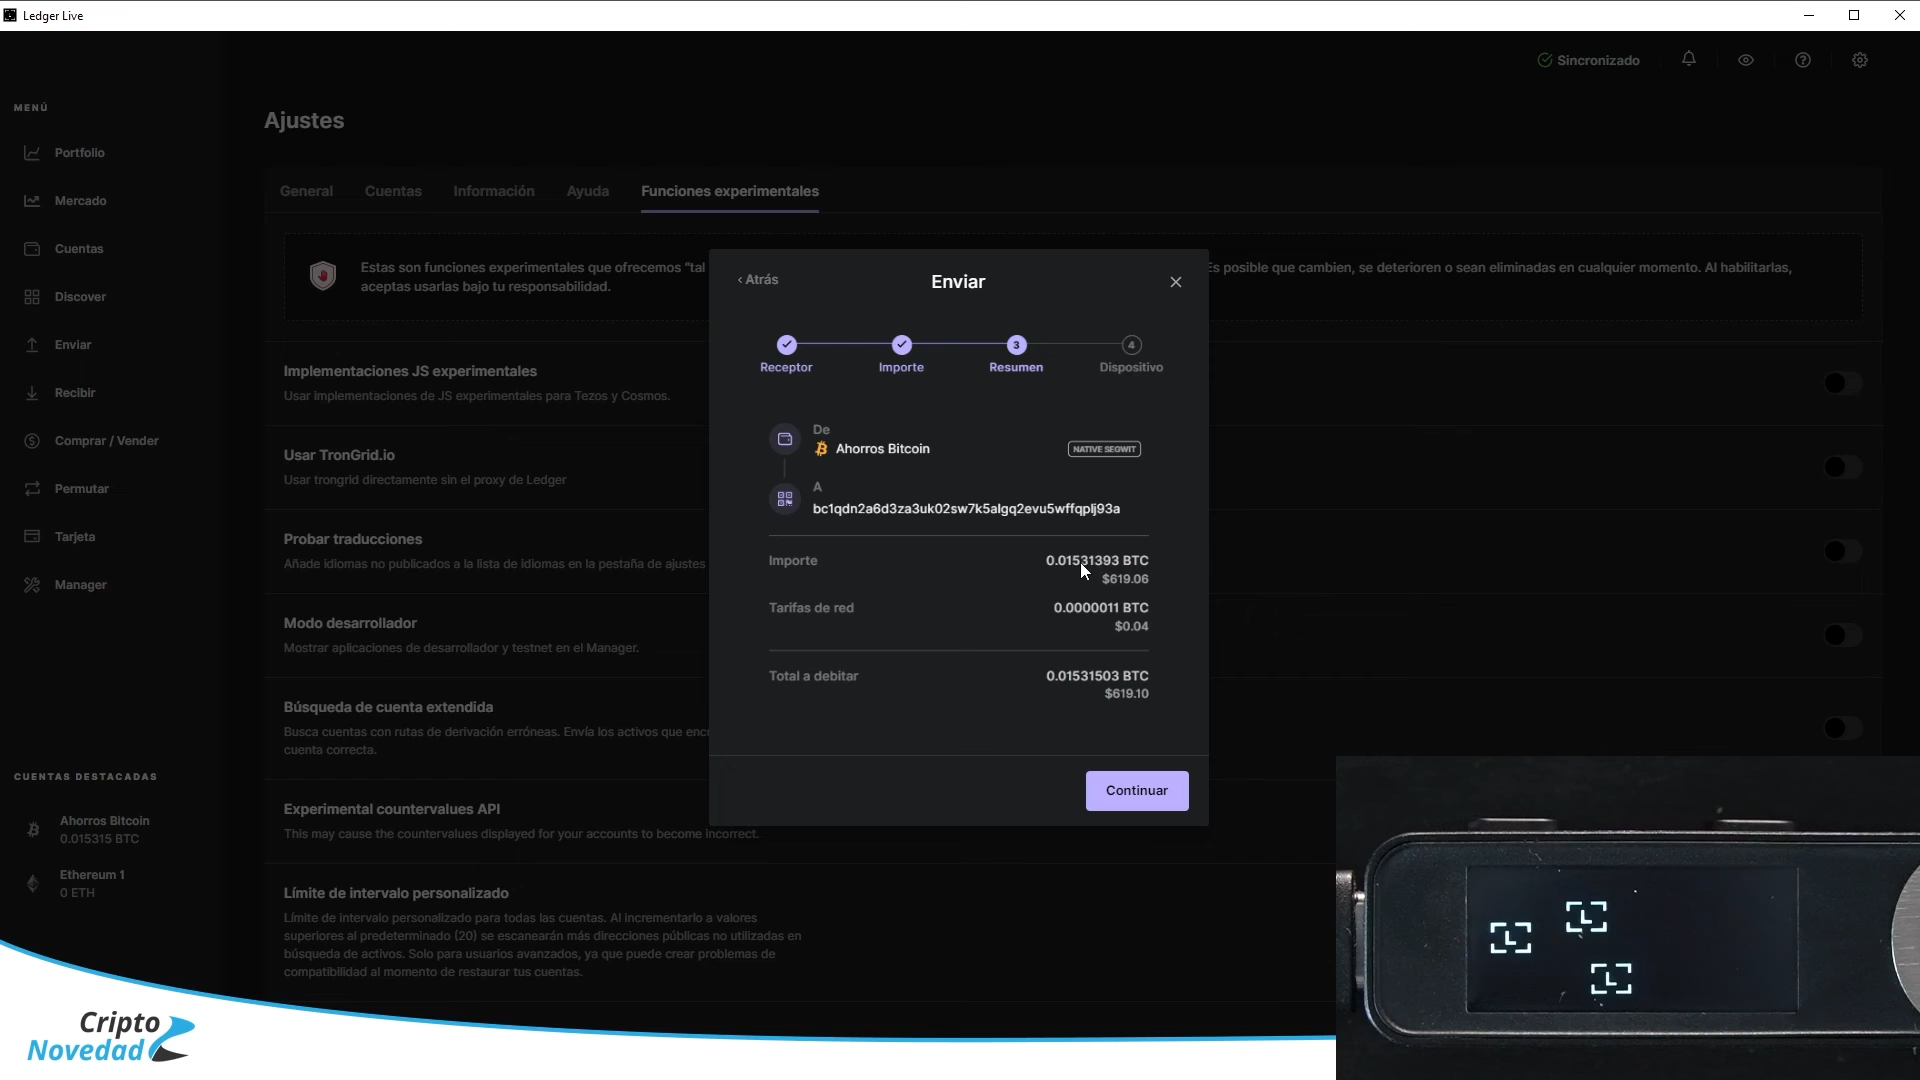 Ledger Live
Sincronizado
MENÚ
Portfolio
Mercado
Cuentas
Discover
Enviar
Recibir
Comprar / Vender
Permutar
Tarjeta
Manager
CUENTAS DESTACADAS
Ahorros Bitcoin
0.015315 BTC
Ethereum 1
0 ETH
Ajustes
General
Cuentas
Información
Ayuda
Funciones experimentales
Estas son funciones experimentales que ofrecemos "tal
Es posible que cambien, se deterioren o sean eliminadas en cualquier momento. Al habilitarlas,
aceptas usarlas bajo tu responsabilidad.
Implementaciones JS experimentales
Usar implementaciones de JS experimentales para Tezos y Cosmos.
Usar TronGrid.io
Usar trongrid directamente sin el proxy de Ledger
Probar traducciones
Añade idiomas no publicados a la lista de idiomas en la pestaña de ajustes
Modo desarrollador
Mostrar aplicaciones de desarrollador y testnet en el Manager.
Búsqueda de cuenta extendida
Busca cuentas con rutas de derivación erróneas. Envía los activos que enc
cuenta correcta.
Experimental countervalues API
This may cause the countervalues displayed for your accounts to become incorrect.
Límite de intervalo personalizado
Límite de intervalo personalizado para todas las cuentas. Al incrementarlo a valores
superiores al predeterminado (20) se escanearán más direcciones públicas no utilizadas en
búsqueda de activos. Solo para usuarios avanzados, ya que puede crear problemas de
compatibilidad al momento de restaurar tus cuentas.
‹ Atrás
Enviar
3
4
Receptor
Importe
Resumen
Dispositivo
De
Ahorros Bitcoin
NATIVE SEGWIT
A
bc1qdn2a6d3za3uk02sw7k5algq2evu5wffqplj93a
Importe
0.01531393 BTC
$619.06
Tarifas de red
0.0000011 BTC
$0.04
Total a debitar
0.01531503 BTC
$619.10
Continuar
Cripto
Novedad